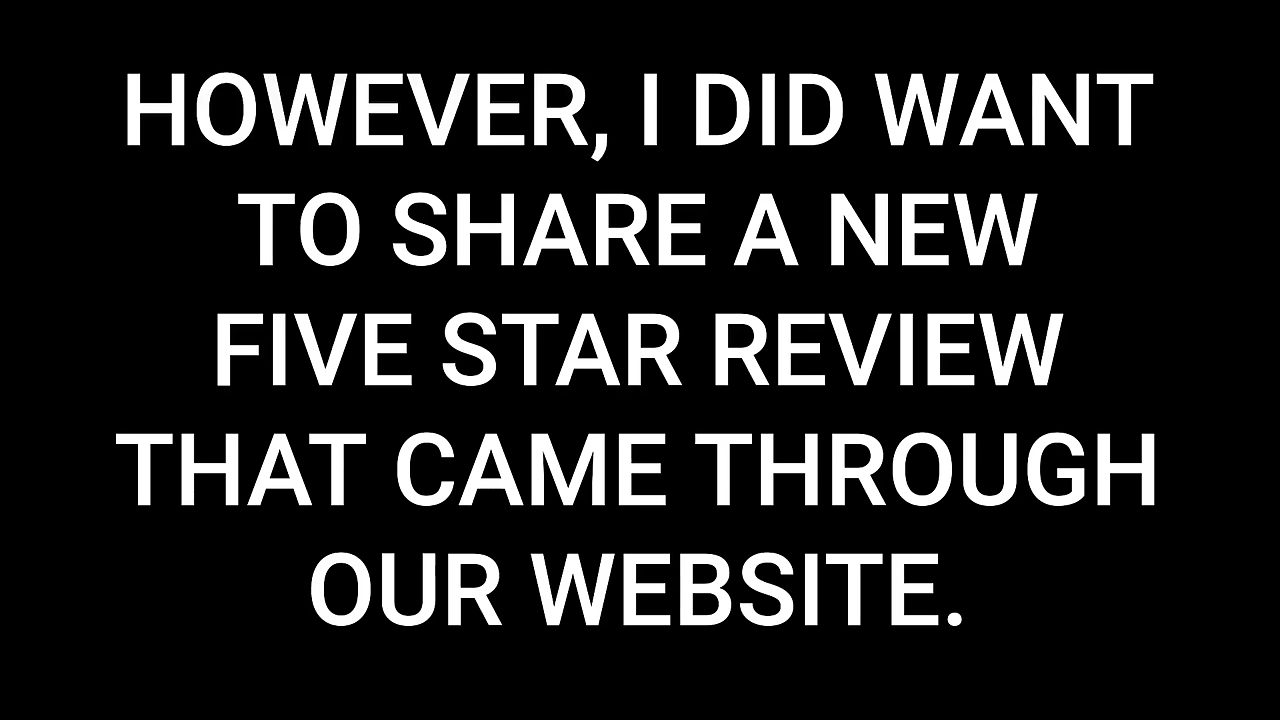 HOWEVER, I DID WANT
TO SHARE A NEW
FIVE STAR REVIEW
THAT CAME THROUGH
OUR WEBSITE.